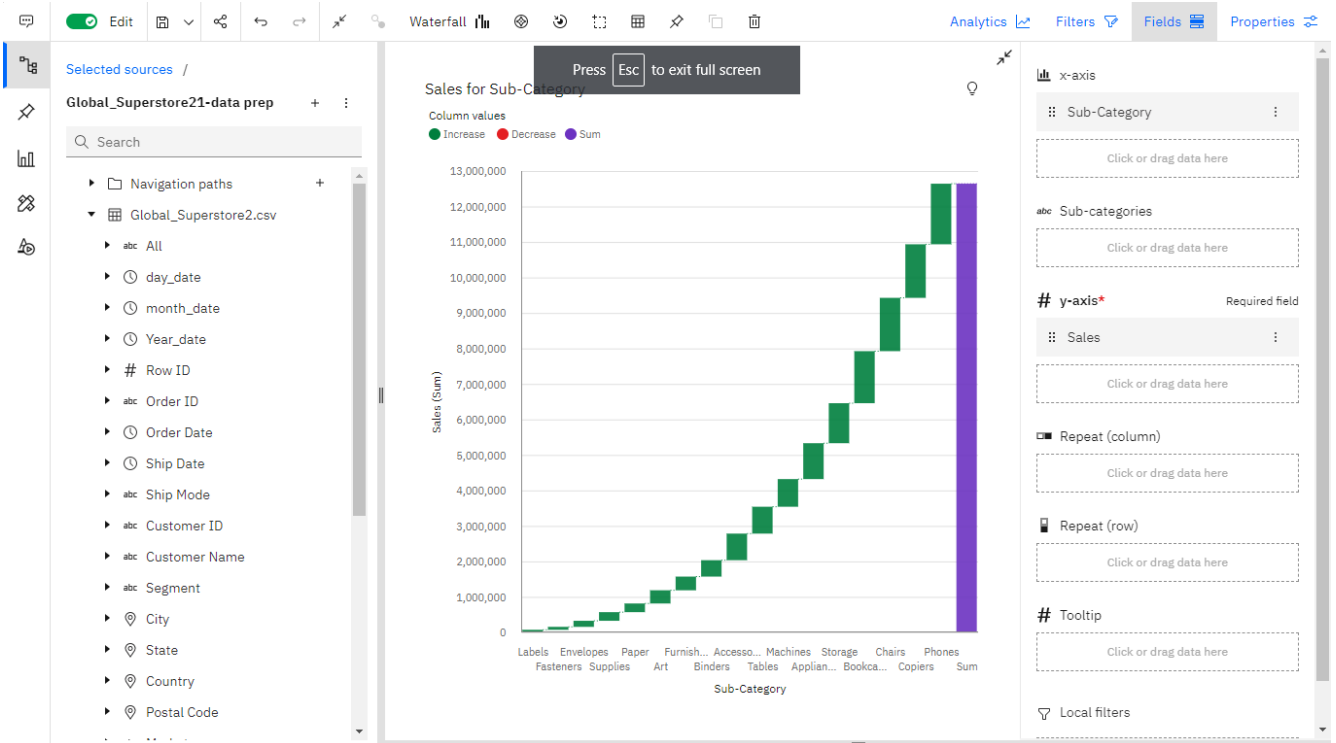 Edit
Waterfall
Analytics
Filters
Fields
Properties
Selected sources /
Global_Superstore21-data prep
Search
Navigation paths
Global_Superstore2.csv
abc All
day_date
month_date
Year_date
# Row ID
abc Order ID
Order Date
Ship Date
abc Ship Mode
abc Customer ID
abc Customer Name
abc Segment
City
State
Country
Postal Code
Press Esc to exit full screen
Sales for Sub-Category
Column values
Increase Decrease Sum
13,000,000
12,000,000
11,000,000
10,000,000
9,000,000
8,000,000
7,000,000
6,000,000
5,000,000
4,000,000
3,000,000
2,000,000
1,000,000
0
Sales (Sum)
Labels Envelopes Paper Furnish... Accesso... Machines Storage Chairs Phones
Fasteners Supplies Art Binders Tables Applian... Bookca... Copiers Sum
Sub-Category
x-axis
Sub-Category
Click or drag data here
abc Sub-categories
Click or drag data here
# y-axis* Required field
Sales
Click or drag data here
Repeat (column)
Click or drag data here
Repeat (row)
Click or drag data here
# Tooltip
Click or drag data here
Local filters